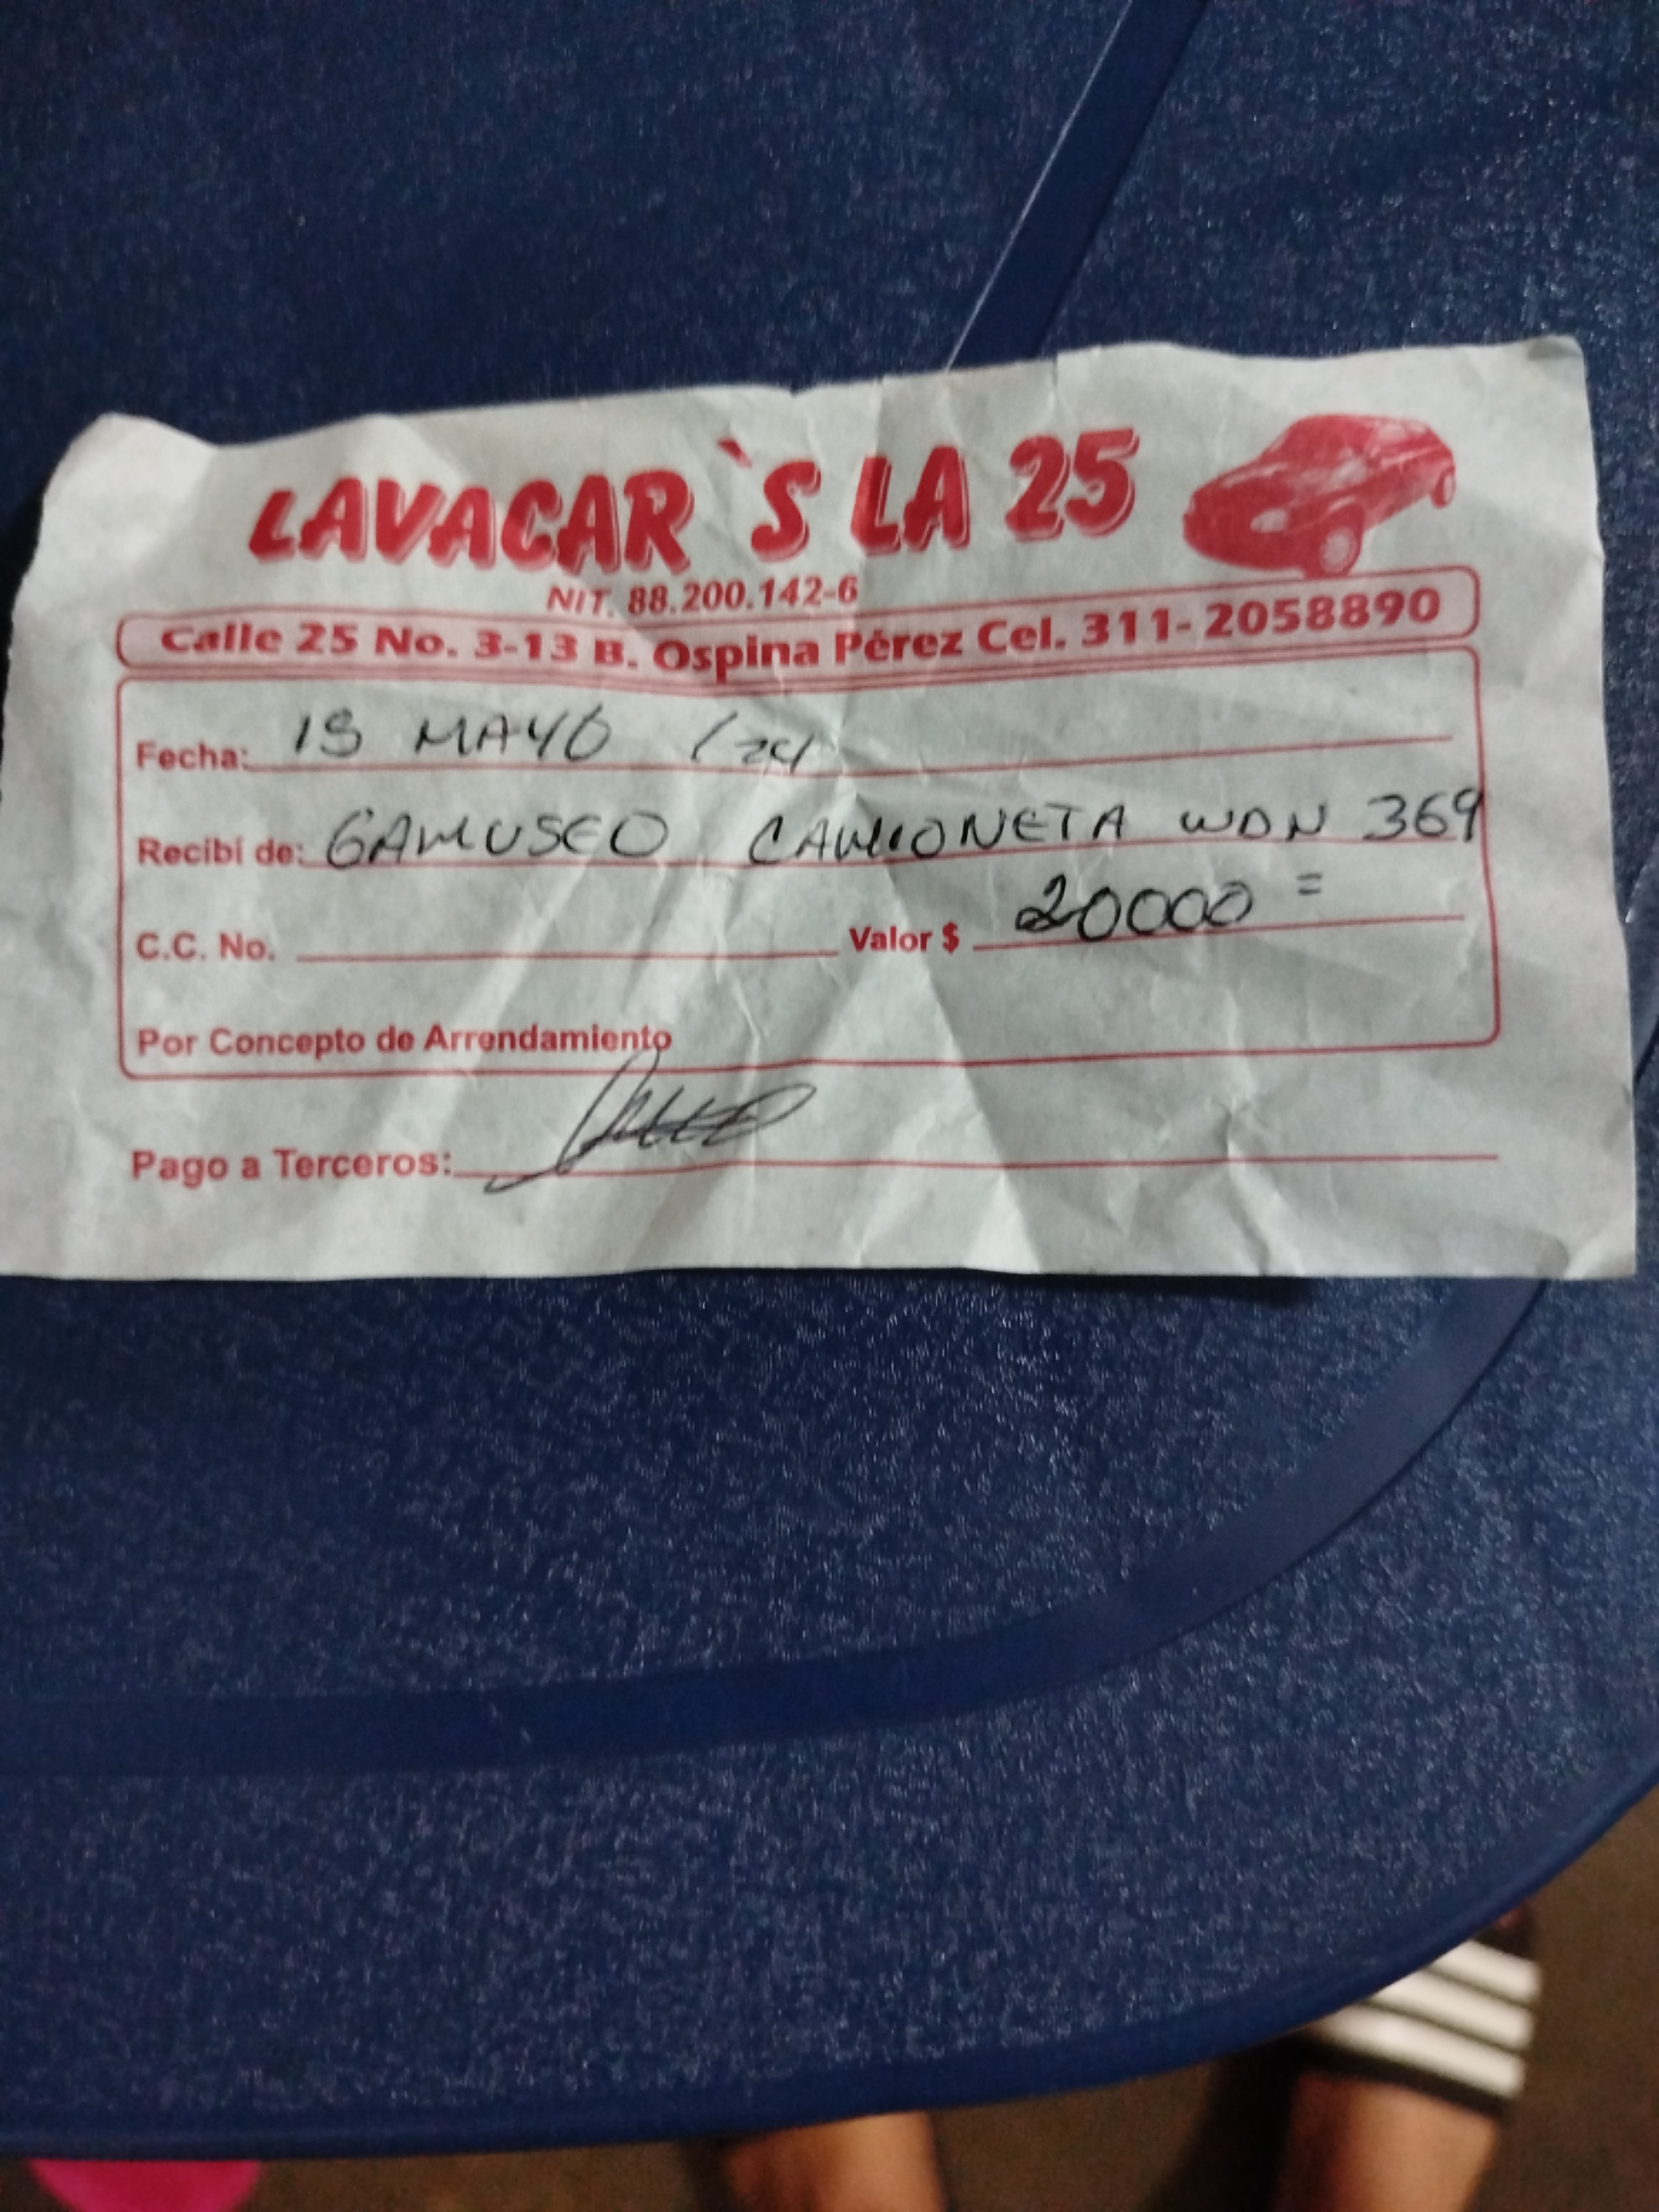 LAVACAR`S LA 25
NIT. 88.200.142-6
Calle 25 No. 3-13 B. Ospina Pérez Cel. 311-2058890
Fecha: MAYO /24
Recibí de: GAMUSEO CAMIONETA WDN 369
C.C. No. Valor $ 20000 =
Por Concepto de Arrendamiento
Pago a Terceros: